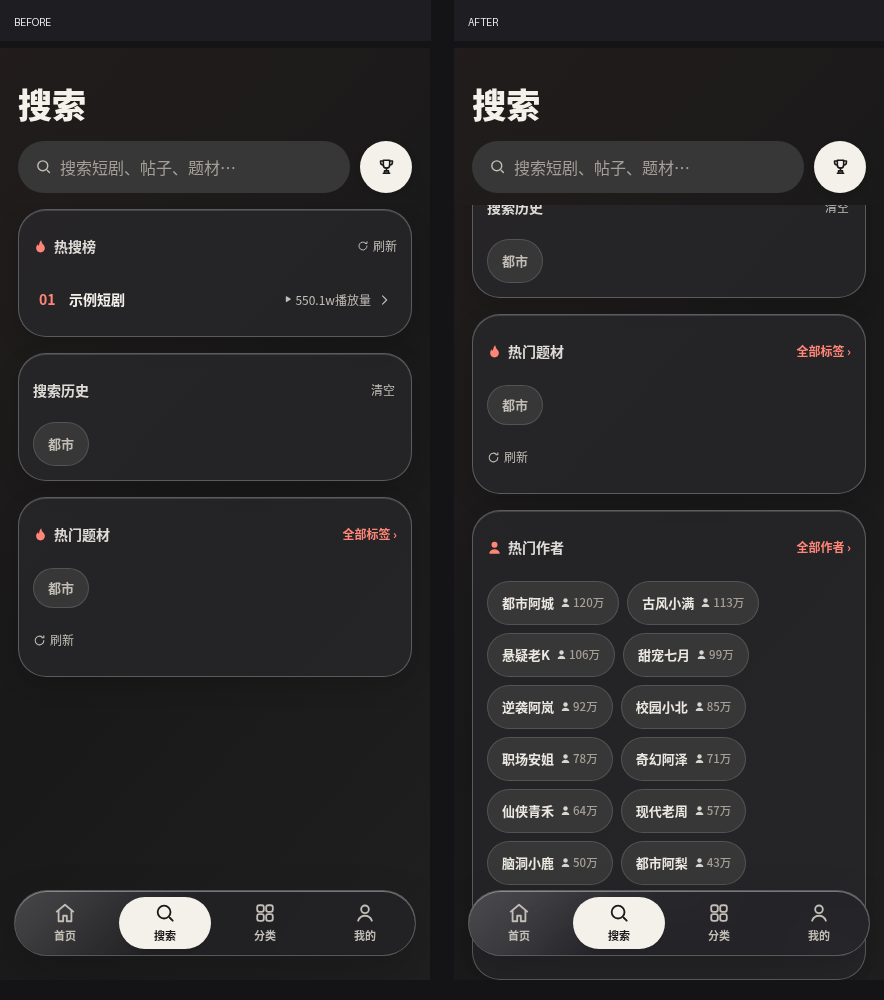 BEFORE
搜索
搜索短剧、帖子、题材…
热搜榜
刷新
01 示例短剧 550.1w播放量
搜索历史
清空
都市
热门题材
全部标签 ›
都市
刷新
首页 搜索 分类 我的
AFTER
搜索
搜索短剧、帖子、题材…
搜索历史
清空
都市
热门题材
全部标签 ›
都市
刷新
热门作者
全部作者 ›
都市阿城 120万 古风小满 113万
悬疑老K 106万 甜宠七月 99万
逆袭阿岚 92万 校园小北 85万
职场安姐 78万 奇幻阿泽 71万
仙侠青禾 64万 现代老周 57万
脑洞小鹿 50万 都市阿梨 43万
首页 搜索 分类 我的